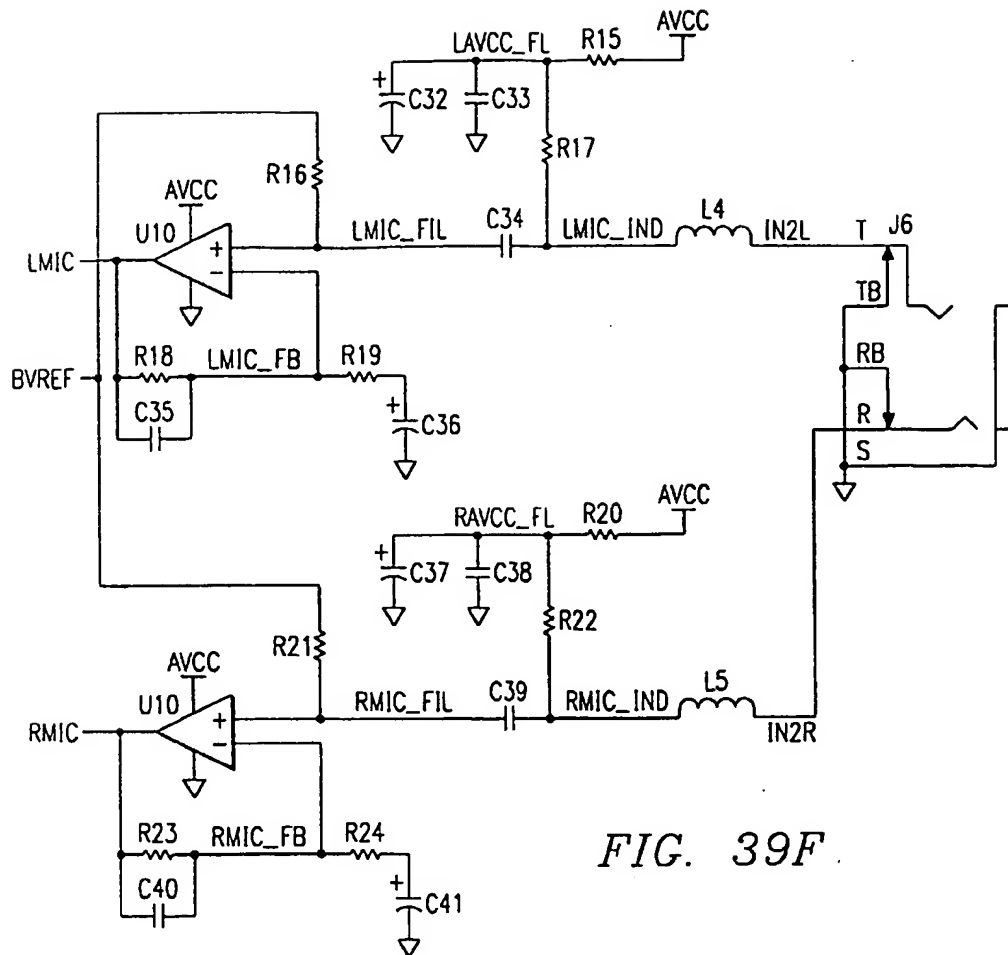 AVCC
LAVCC_FL R15
+ C32 C33
R17
R16
AVCC
U10
LMIC_FIL C34 LMIC_IND L4 IN2L T J6
LMIC
+
−
TB
R18 LMIC_FB R19
RB
BVREF
C35
+ C36
R
S
AVCC
RAVCC_FL R20
+ C37 C38
R22
R21
AVCC
U10
RMIC_FIL C39 RMIC_IND L5
RMIC
+
−
IN2R
R23 RMIC_FB R24
C40
+ C41
FIG. 39F